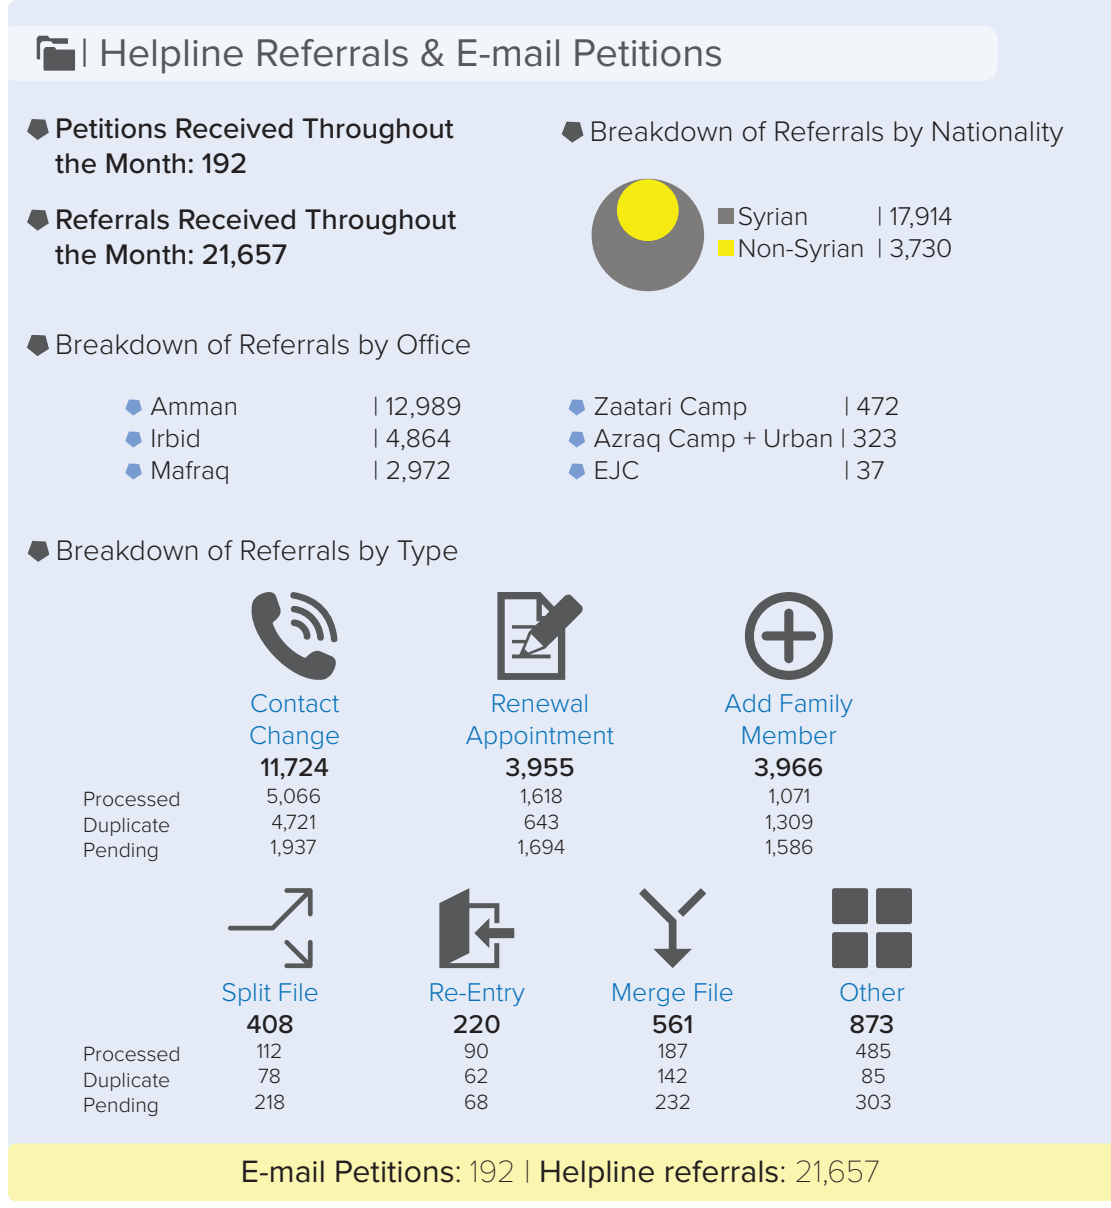 | Helpline Referrals & E-mail Petitions
Petitions Received Throughout
the Month: 192
Referrals Received Throughout
the Month: 21,657
Breakdown of Referrals by Nationality
Syrian | 17,914
Non-Syrian | 3,730
Breakdown of Referrals by Office
Amman | 12,989
Irbid | 4,864
Mafraq | 2,972
Zaatari Camp | 472
Azraq Camp + Urban | 323
EJC | 37
Breakdown of Referrals by Type
Contact Renewal Add Family
Change Appointment Member
11,724 3,955 3,966
Processed 5,066 1,618 1,071
Duplicate 4,721 643 1,309
Pending 1,937 1,694 1,586
Split File Re-Entry Merge File Other
408 220 561 873
Processed 112 90 187 485
Duplicate 78 62 142 85
Pending 218 68 232 303
E-mail Petitions: 192 | Helpline referrals: 21,657